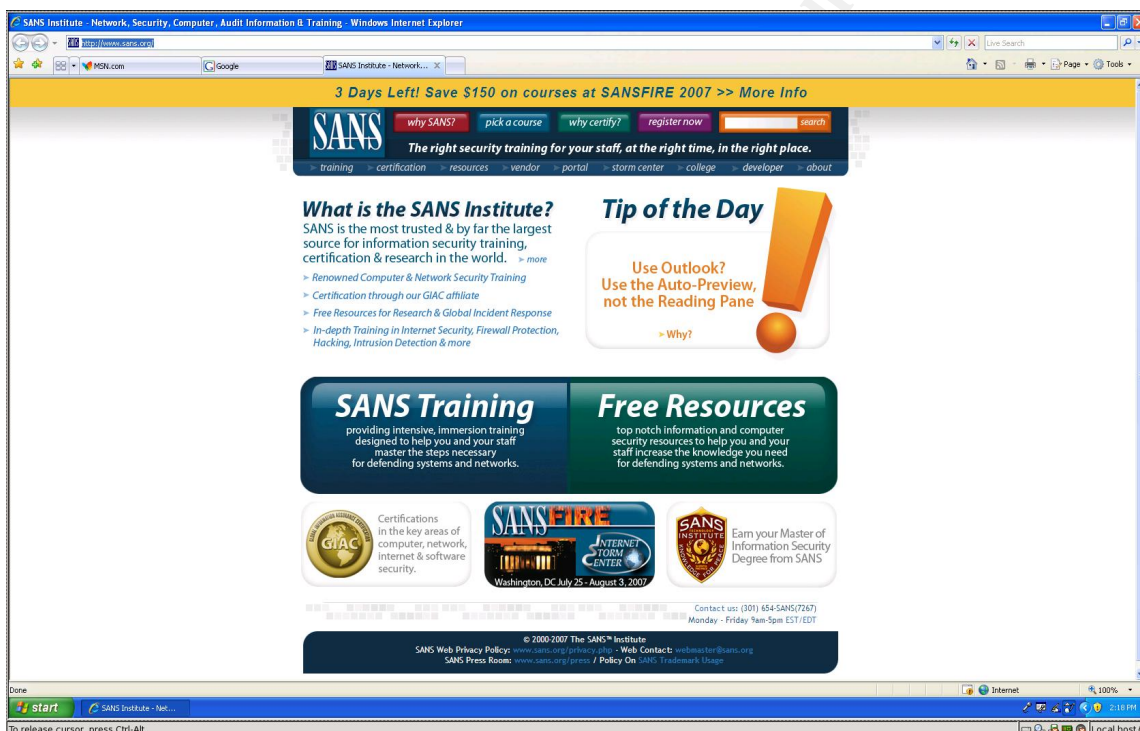 SANS Institute - Network, Security, Computer, Audit Information & Training - Windows Internet Explorer
http://www.sans.org/
Live Search
MSN.com
Google
SANS Institute - Network...
Page
Tools
3 Days Left! Save $150 on courses at SANSFIRE 2007 >> More Info
SANS
why SANS?
pick a course
why certify?
register now
search
The right security training for your staff, at the right time, in the right place.
training
certification
resources
vendor
portal
storm center
college
developer
about
What is the SANS Institute?
SANS is the most trusted & by far the largest
source for information security training,
certification & research in the world. more
Renowned Computer & Network Security Training
Certification through our GIAC affiliate
Free Resources for Research & Global Incident Response
In-depth Training in Internet Security, Firewall Protection,
Hacking, Intrusion Detection & more
Tip of the Day
Use Outlook?
Use the Auto-Preview,
not the Reading Pane
Why?
SANS Training
providing intensive, immersion training
designed to help you and your staff
master the steps necessary
for defending systems and networks.
Free Resources
top notch information and computer
security resources to help you and your
staff increase the knowledge you need
for defending systems and networks.
GIAC
Certifications
in the key areas of
computer, network,
internet & software
security.
SANSFIRE
INTERNET
STORM
CENTER
Washington, DC July 25 - August 3, 2007
SANS
INSTITUTE
Earn your Master of
Information Security
Degree from SANS
Contact us: (301) 654-SANS(7267)
Monday - Friday 9am-5pm EST/EDT
© 2000-2007 The SANS™ Institute
SANS Web Privacy Policy: www.sans.org/privacy.php - Web Contact: webmaster@sans.org
SANS Press Room: www.sans.org/press / Policy On SANS Trademark Usage
Done
Internet
100%
start
SANS Institute - Net...
2:18 PM
To release cursor, press Ctrl-Alt
Local host